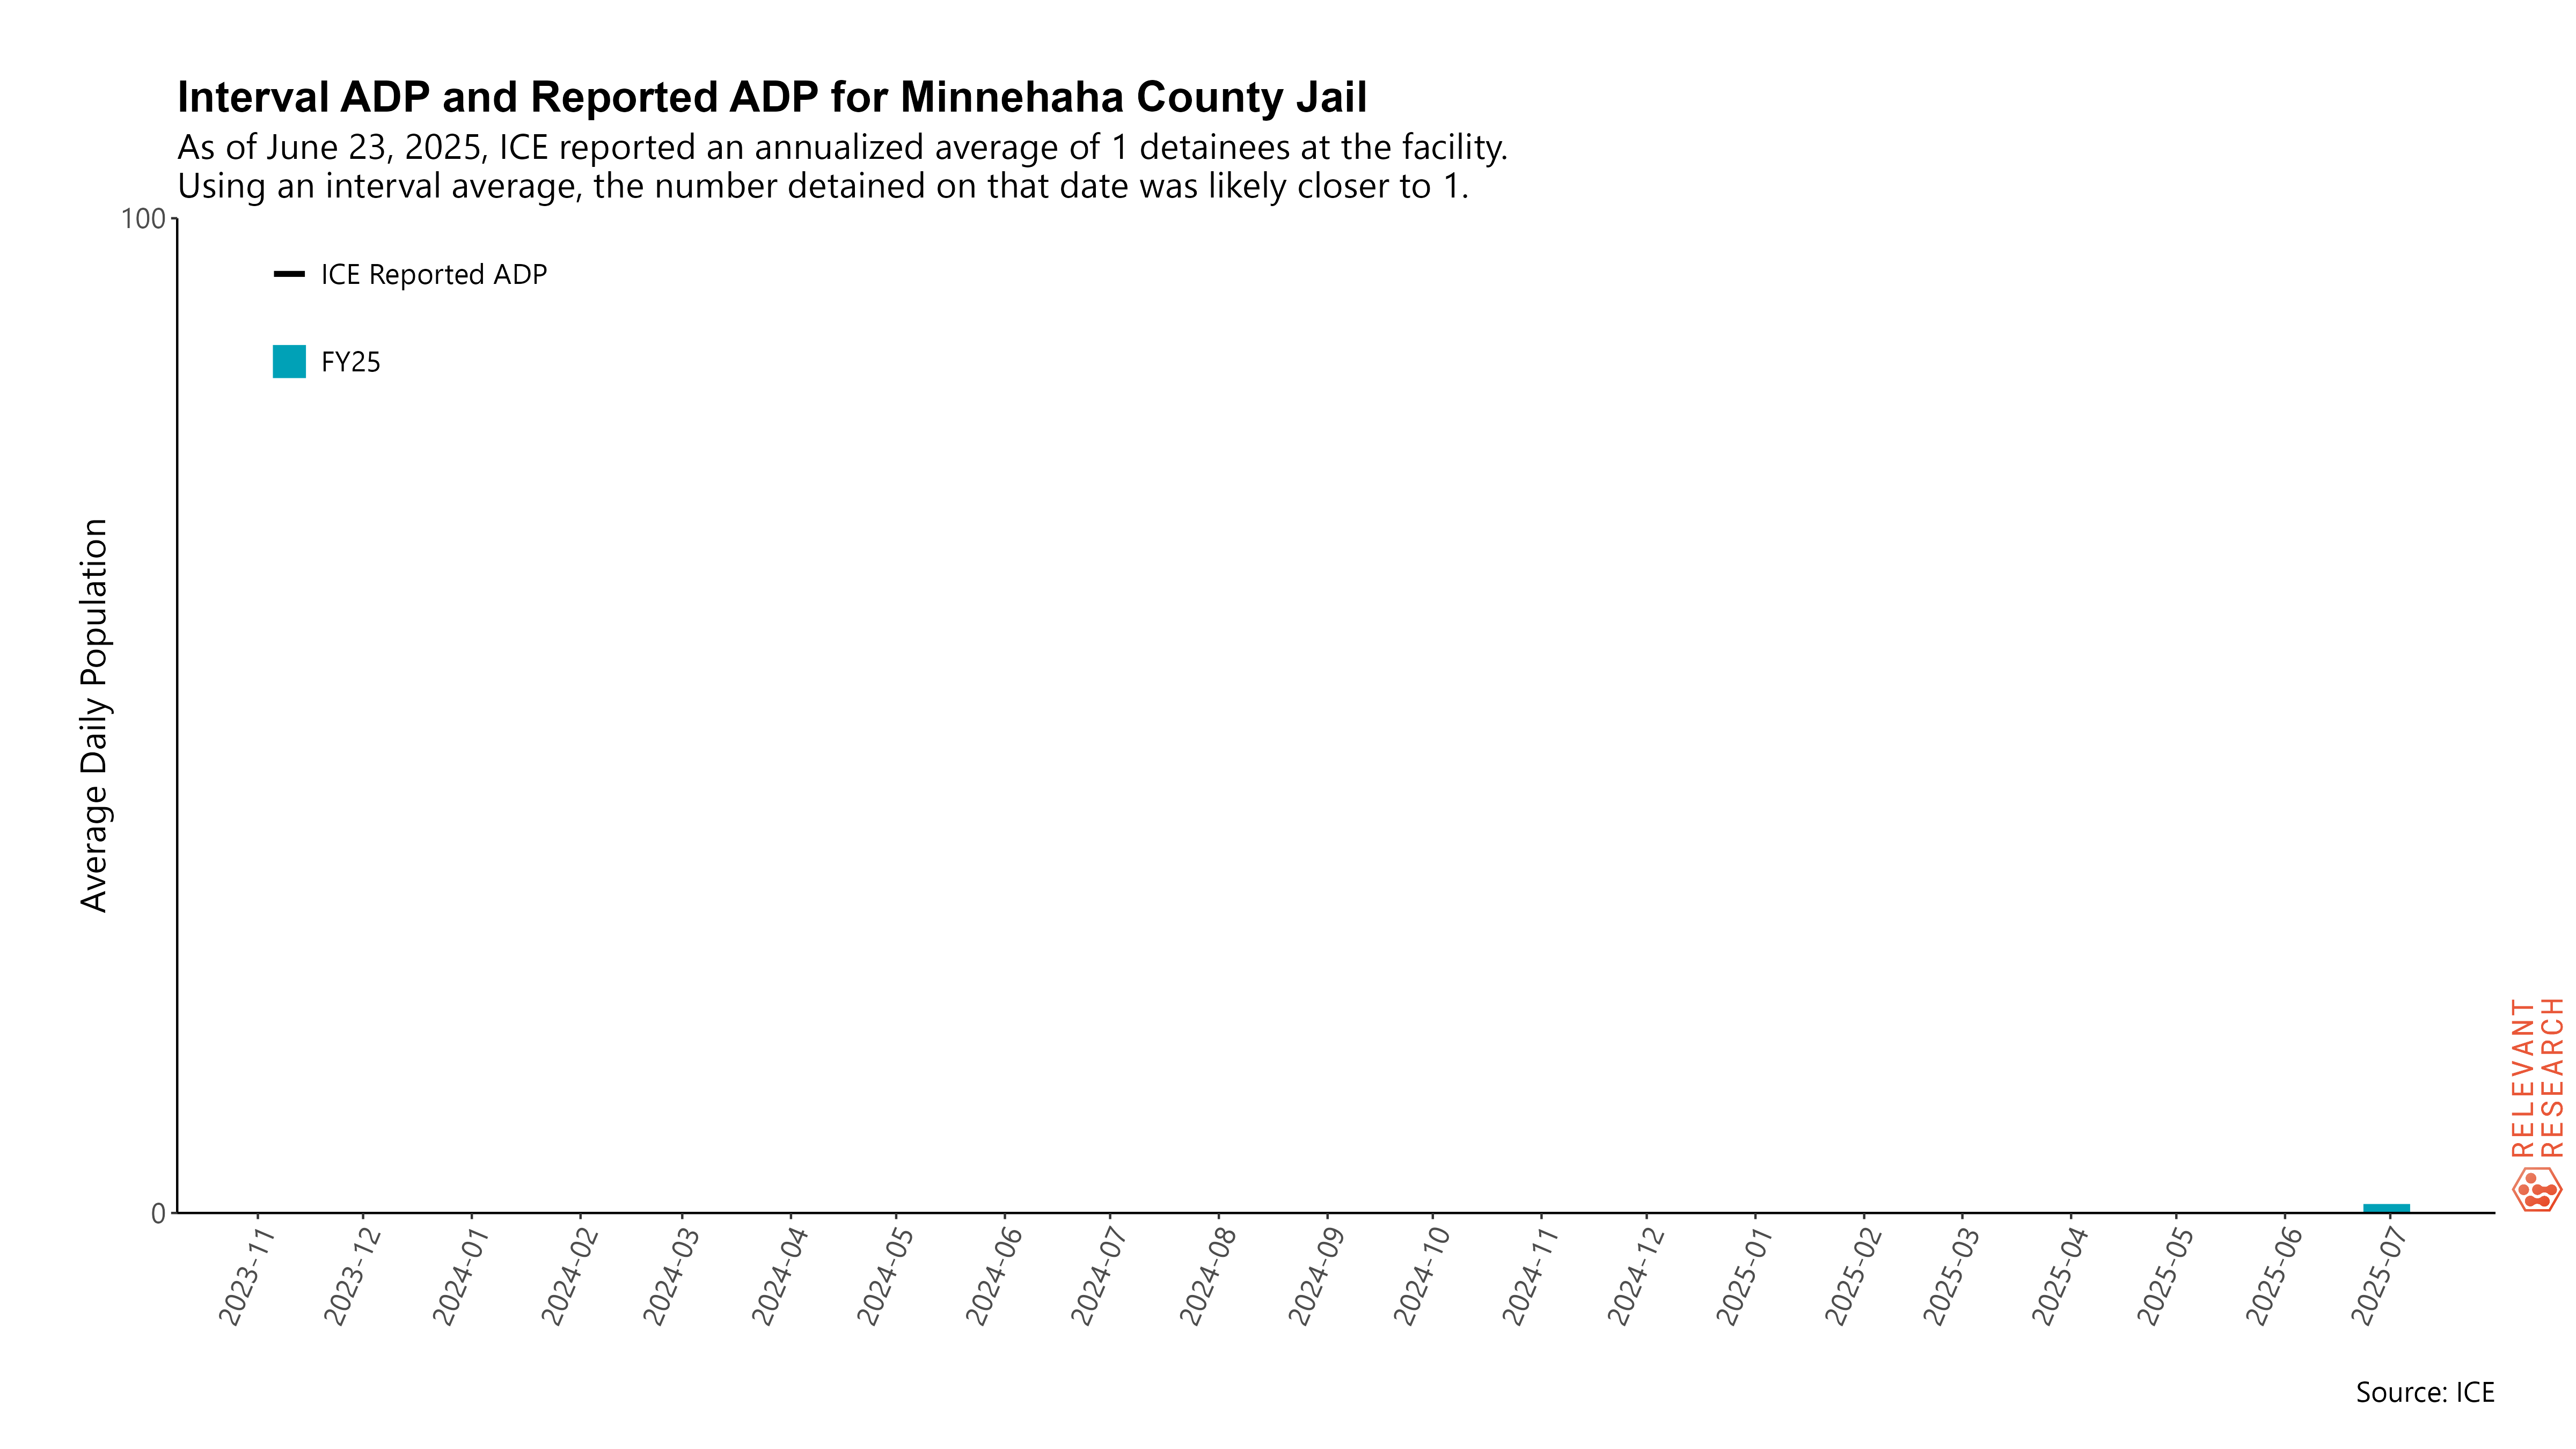 Interval ADP and Reported ADP for Minnehaha County Jail
As of June 23, 2025, ICE reported an annualized average of 1 detainees at the facility.
Using an interval average, the number detained on that date was likely closer to 1.
100
ICE Reported ADP
FY25
Average Daily Population
0
2023-11
2023-12
2024-01
2024-02
2024-03
2024-04
2024-05
2024-06
2024-07
2024-08
2024-09
2024-10
2024-11
2024-12
2025-01
2025-02
2025-03
2025-04
2025-05
2025-06
2025-07
RELEVANT
RESEARCH
Source: ICE